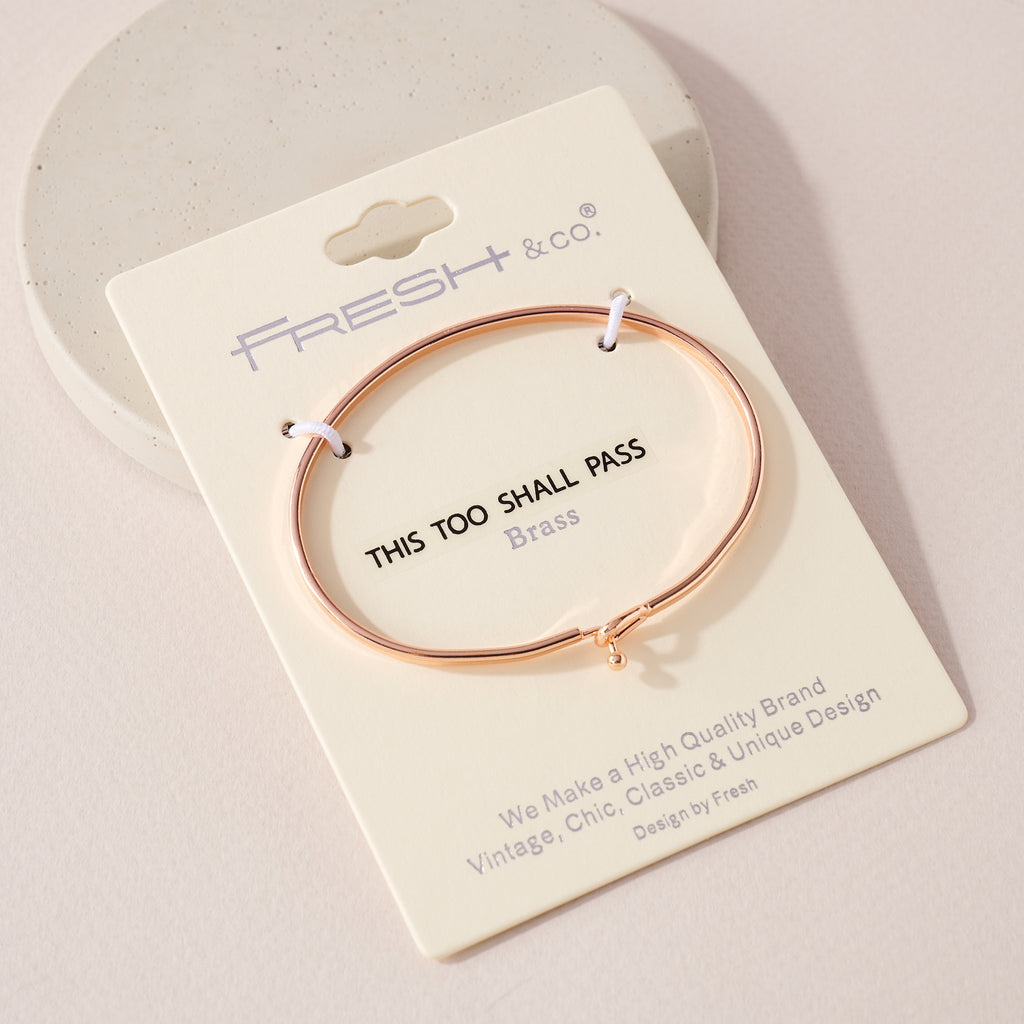 FRESH & CO.®
THIS TOO SHALL PASS
Brass
We Make a High Quality Brand
Vintage, Chic, Classic & Unique Design
Design by Fresh